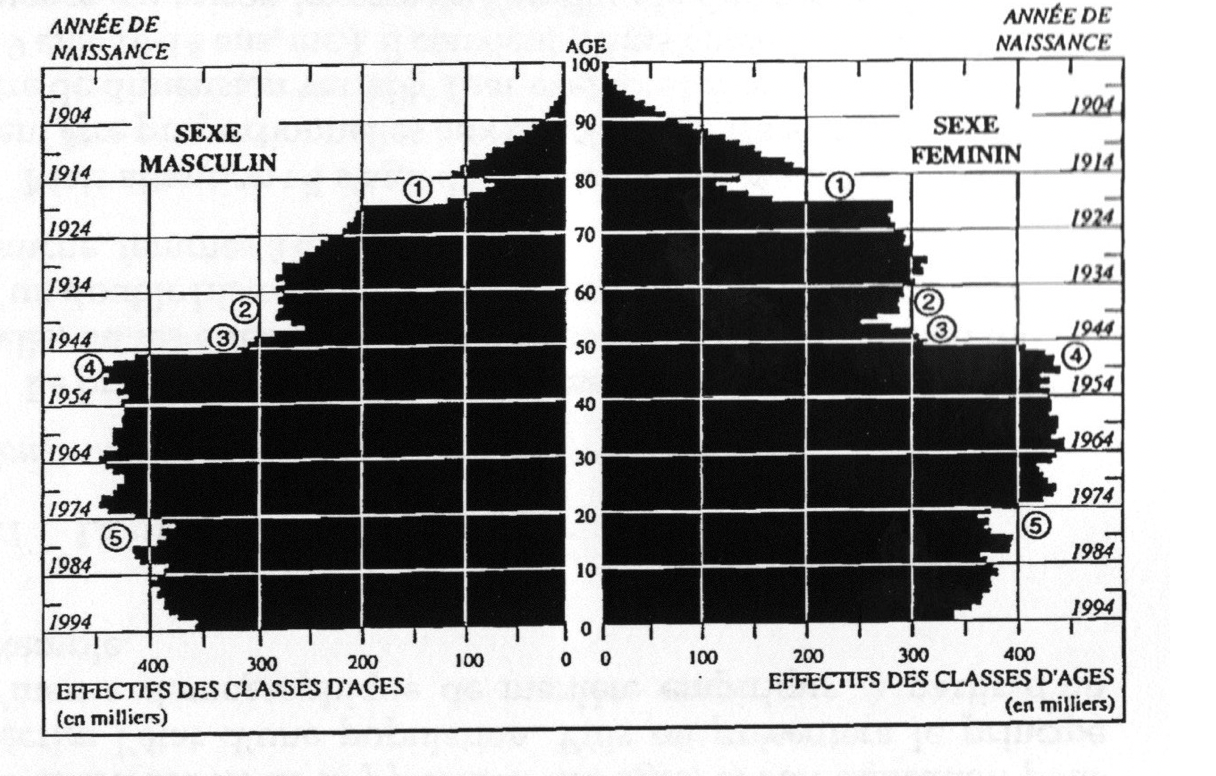 ANNÉE DE
NAISSANCE
AGE
ANNÉE DE
NAISSANCE
SEXE
MASCULIN
SEXE
FEMININ
1904
1914
1924
1934
1944
1954
1964
1974
1984
1994
100
90
80
70
60
50
40
30
20
10
0
1904
1914
1924
1934
1944
1954
1964
1974
1984
1994
①
②
③
④
⑤
①
②
③
④
⑤
400 300 200 100 0
0 100 200 300 400
EFFECTIFS DES CLASSES D'AGES
(en milliers)
EFFECTIFS DES CLASSES D'AGES
(en milliers)